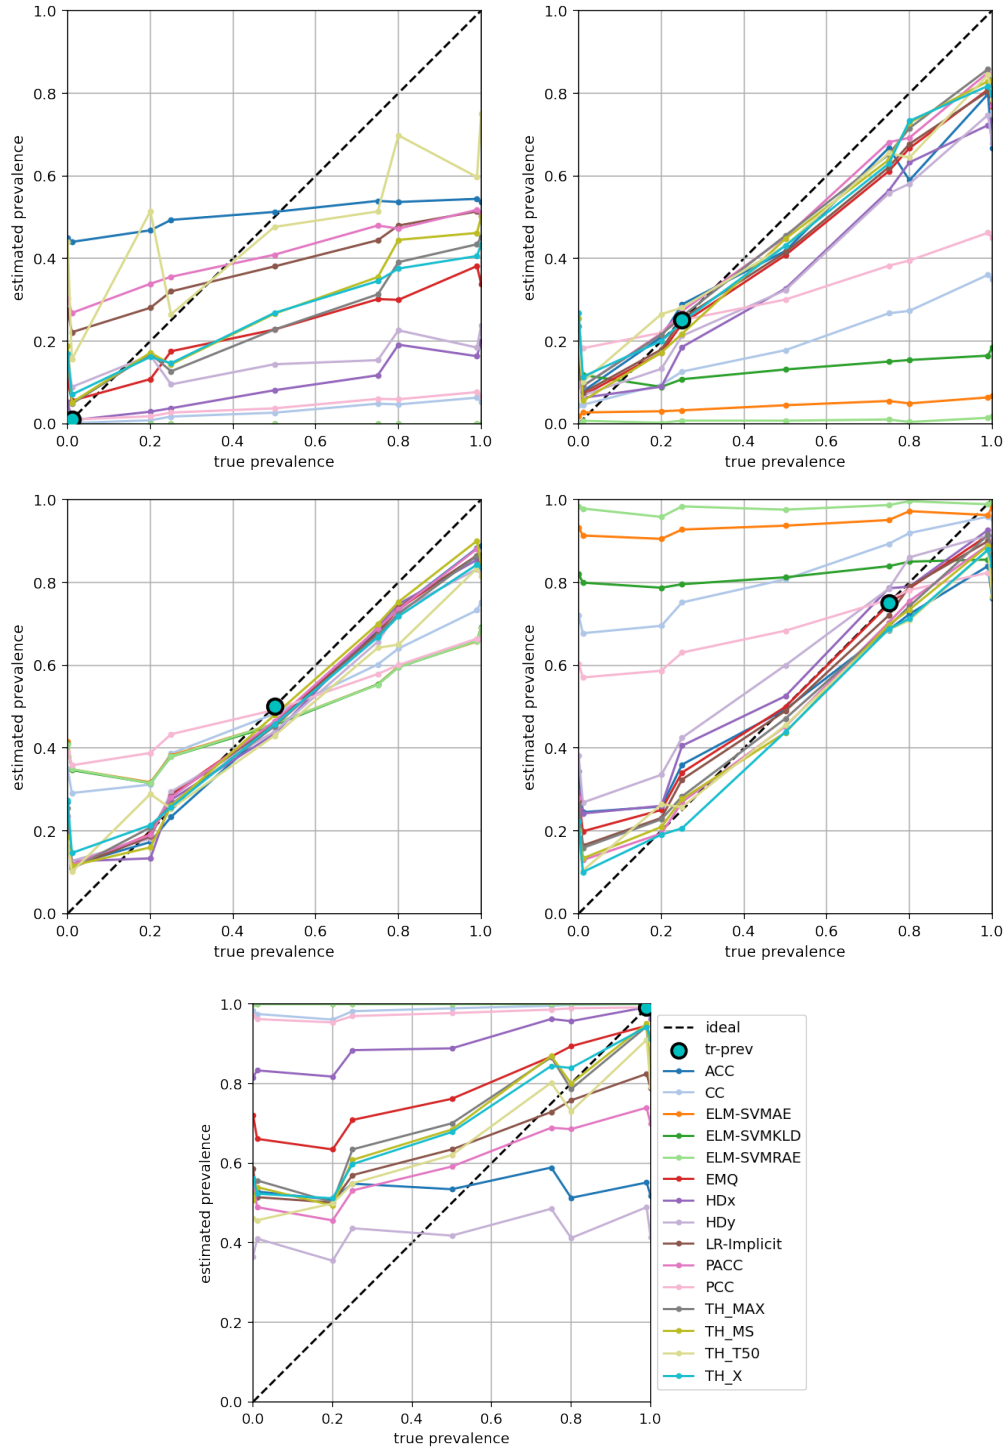 1.0
0.8
0.6
0.4
0.2
0.0
estimated prevalence
0.0 0.2 0.4 0.6 0.8 1.0
true prevalence
1.0
0.8
0.6
0.4
0.2
0.0
estimated prevalence
0.0 0.2 0.4 0.6 0.8 1.0
true prevalence
1.0
0.8
0.6
0.4
0.2
0.0
estimated prevalence
0.0 0.2 0.4 0.6 0.8 1.0
true prevalence
1.0
0.8
0.6
0.4
0.2
0.0
estimated prevalence
0.0 0.2 0.4 0.6 0.8 1.0
true prevalence
1.0
0.8
0.6
0.4
0.2
0.0
estimated prevalence
0.0 0.2 0.4 0.6 0.8 1.0
true prevalence
ideal
tr-prev
ACC
CC
ELM-SVMAE
ELM-SVMKLD
ELM-SVMRAE
EMQ
HDx
HDy
LR-Implicit
PACC
PCC
TH_MAX
TH_MS
TH_T50
TH_X